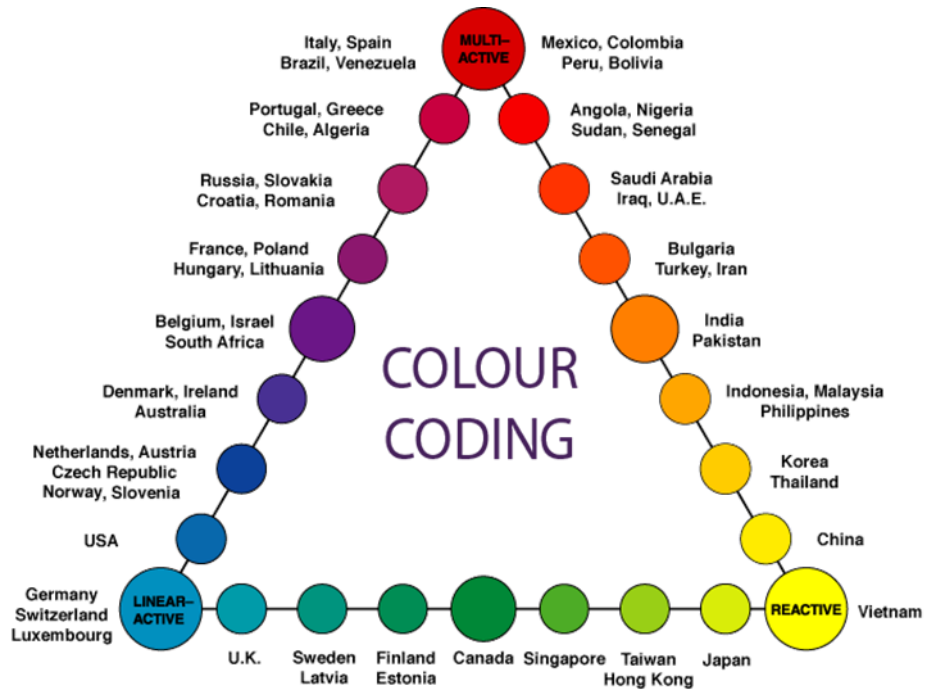 Italy, Spain
Brazil, Venezuela
MULTI–
ACTIVE
Mexico, Colombia
Peru, Bolivia
Portugal, Greece
Chile, Algeria
Angola, Nigeria
Sudan, Senegal
Russia, Slovakia
Croatia, Romania
Saudi Arabia
Iraq, U.A.E.
France, Poland
Hungary, Lithuania
Bulgaria
Turkey, Iran
Belgium, Israel
South Africa
India
Pakistan
COLOUR
CODING
Denmark, Ireland
Australia
Indonesia, Malaysia
Philippines
Netherlands, Austria
Czech Republic
Norway, Slovenia
Korea
Thailand
USA
China
Germany
Switzerland
Luxembourg
LINEAR–
ACTIVE
REACTIVE
Vietnam
U.K.
Sweden
Latvia
Finland
Estonia
Canada
Singapore
Taiwan
Hong Kong
Japan